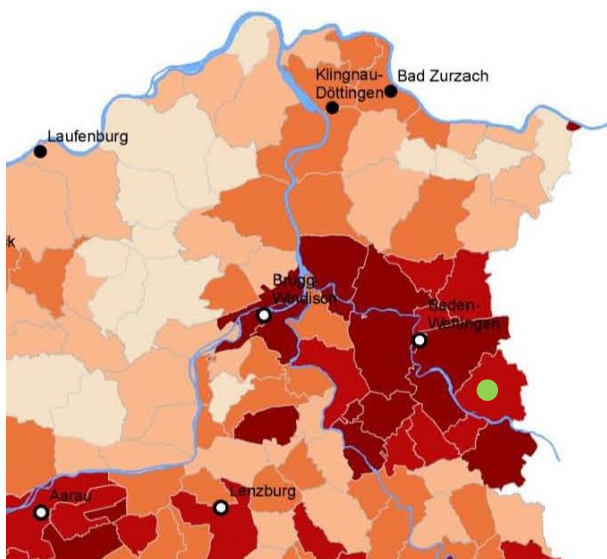 Klingnau-
Döttingen
Bad Zurzach
Laufenburg
k
Brugg-
Windisch
Baden-
Wettingen
Aarau
Lenzburg